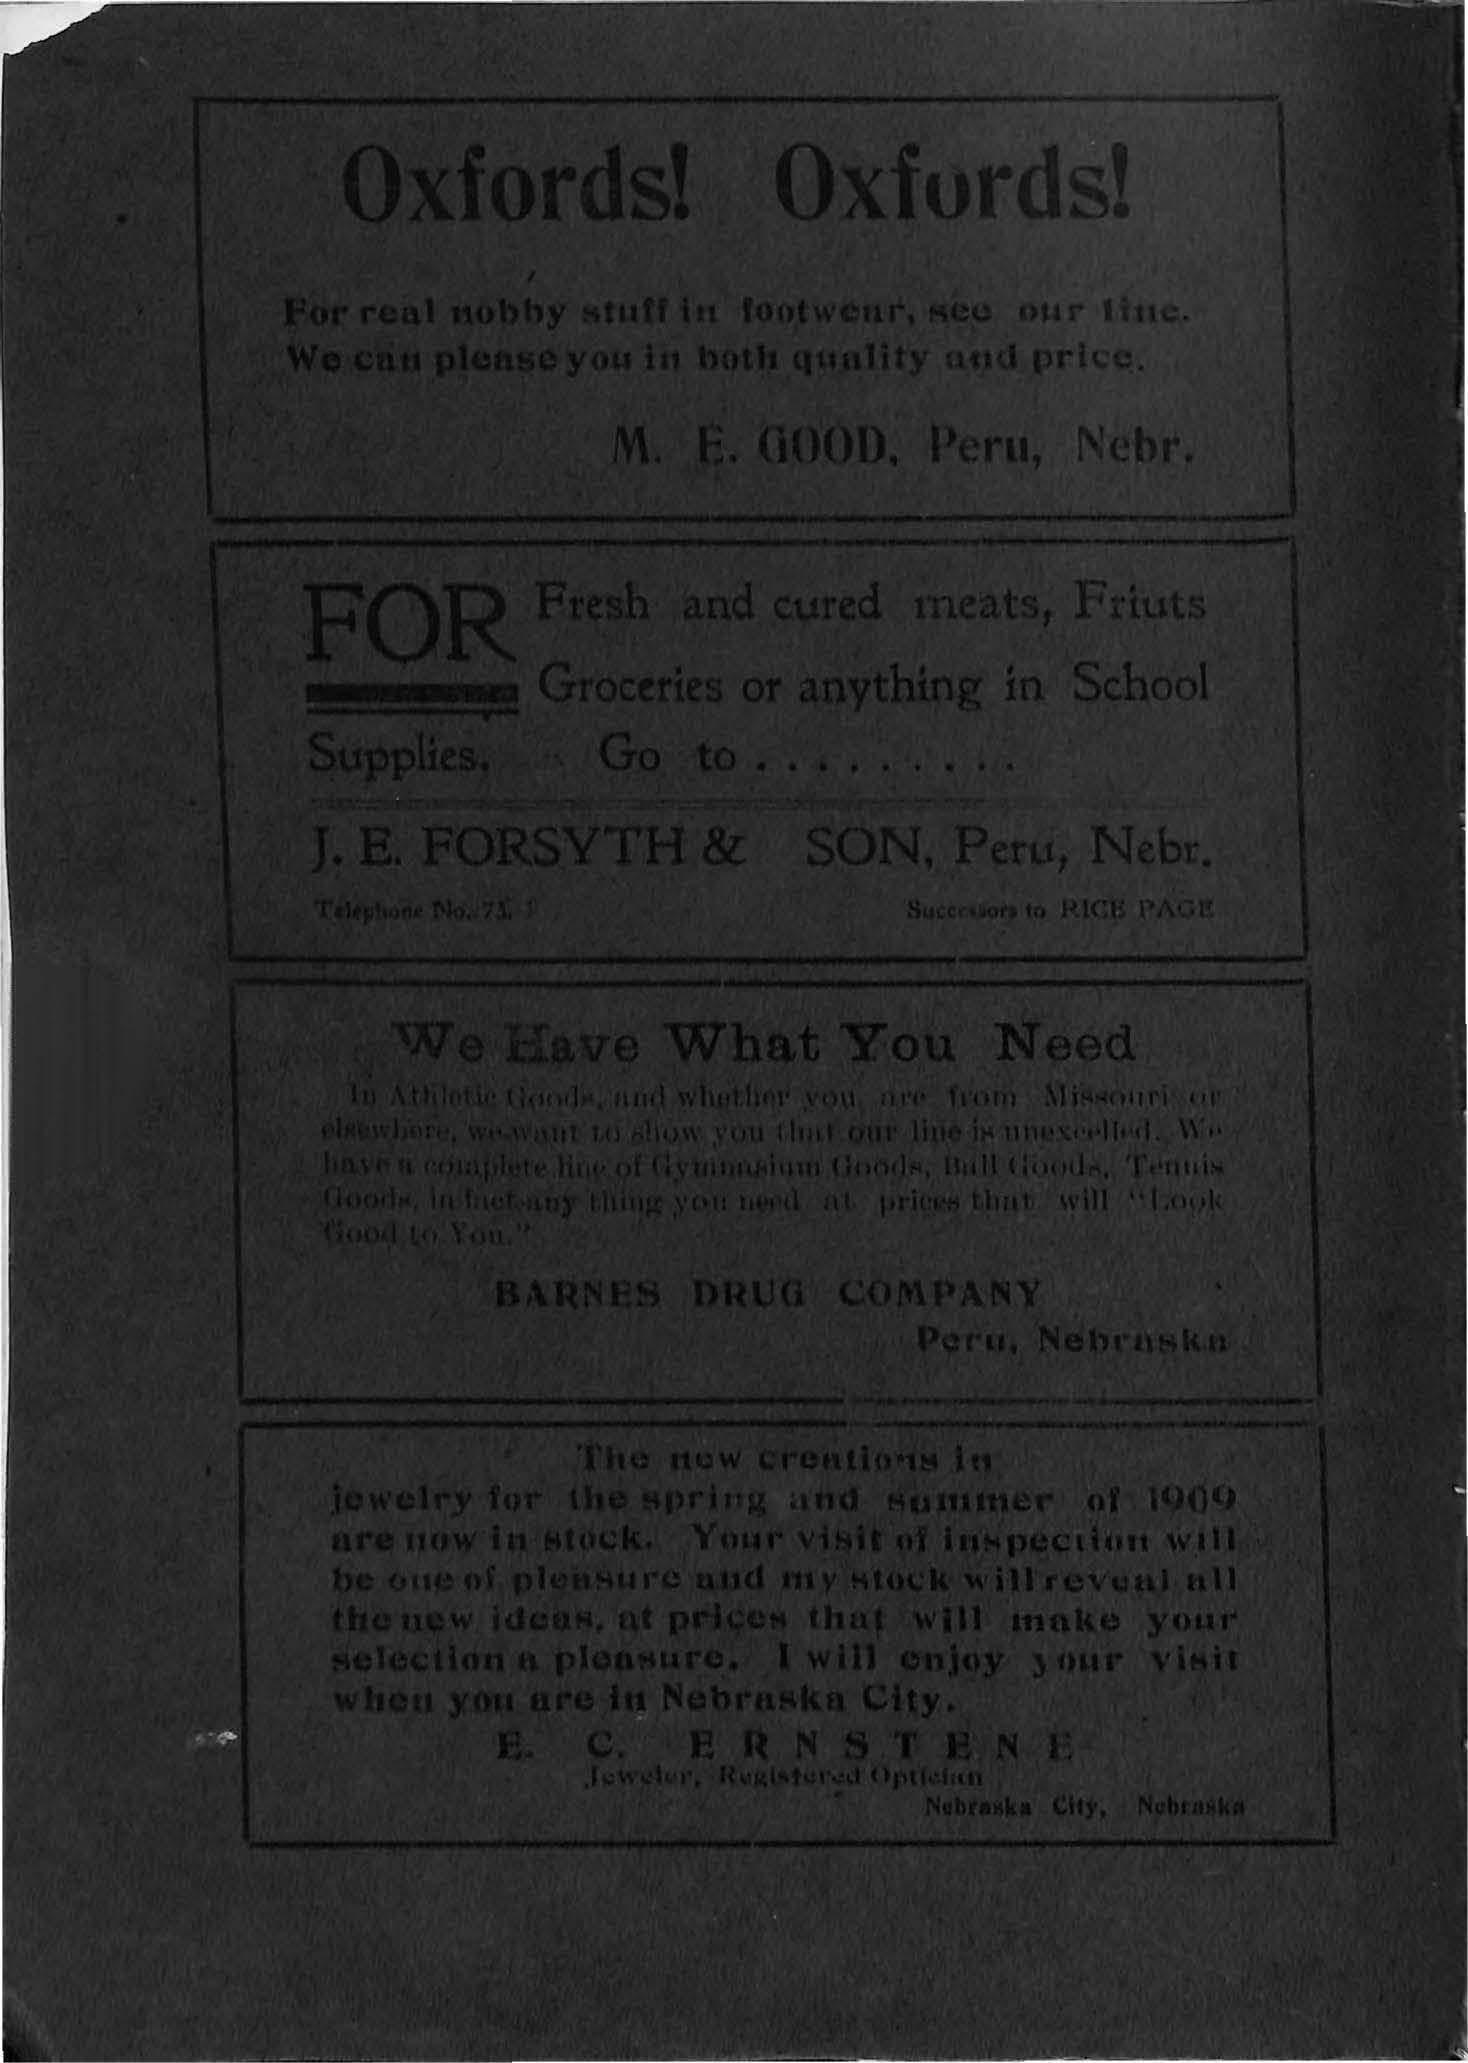 Oxfords! Oxfords!
For real nobby stuff in footwear, see our line.
We can please you in both quality and price.
M. E. GOOD, Peru, Nebr.
FOR Fresh and cured meats, Friuts
Groceries or anything in School
Supplies. Go to . . . . . . . . .
J. E. FORSYTH & SON, Peru, Nebr.
Telephone No. 73.
Successors to RICE PAGE
We Have What You Need
In Athletic Goods, and whether you are from Missouri or
elsewhere, we want to show you that our line is unexcelled. We
have a complete line of Gymnasium Goods, Ball Goods, Tennis
Goods, in fact any thing you need at prices that will "Look
Good to You."
BARNES DRUG COMPANY
Peru, Nebraska
The new creations in
jewelry for the spring and summer of 1909
are now in stock. Your visit of inspection will
be one of pleasure and my stock will reveal all
the new ideas, at prices that will make your
selection a pleasure. I will enjoy your visit
when you are in Nebraska City.
E. C. ERNSTENE
Jeweler, Registered Optician
Nebraska City, Nebraska